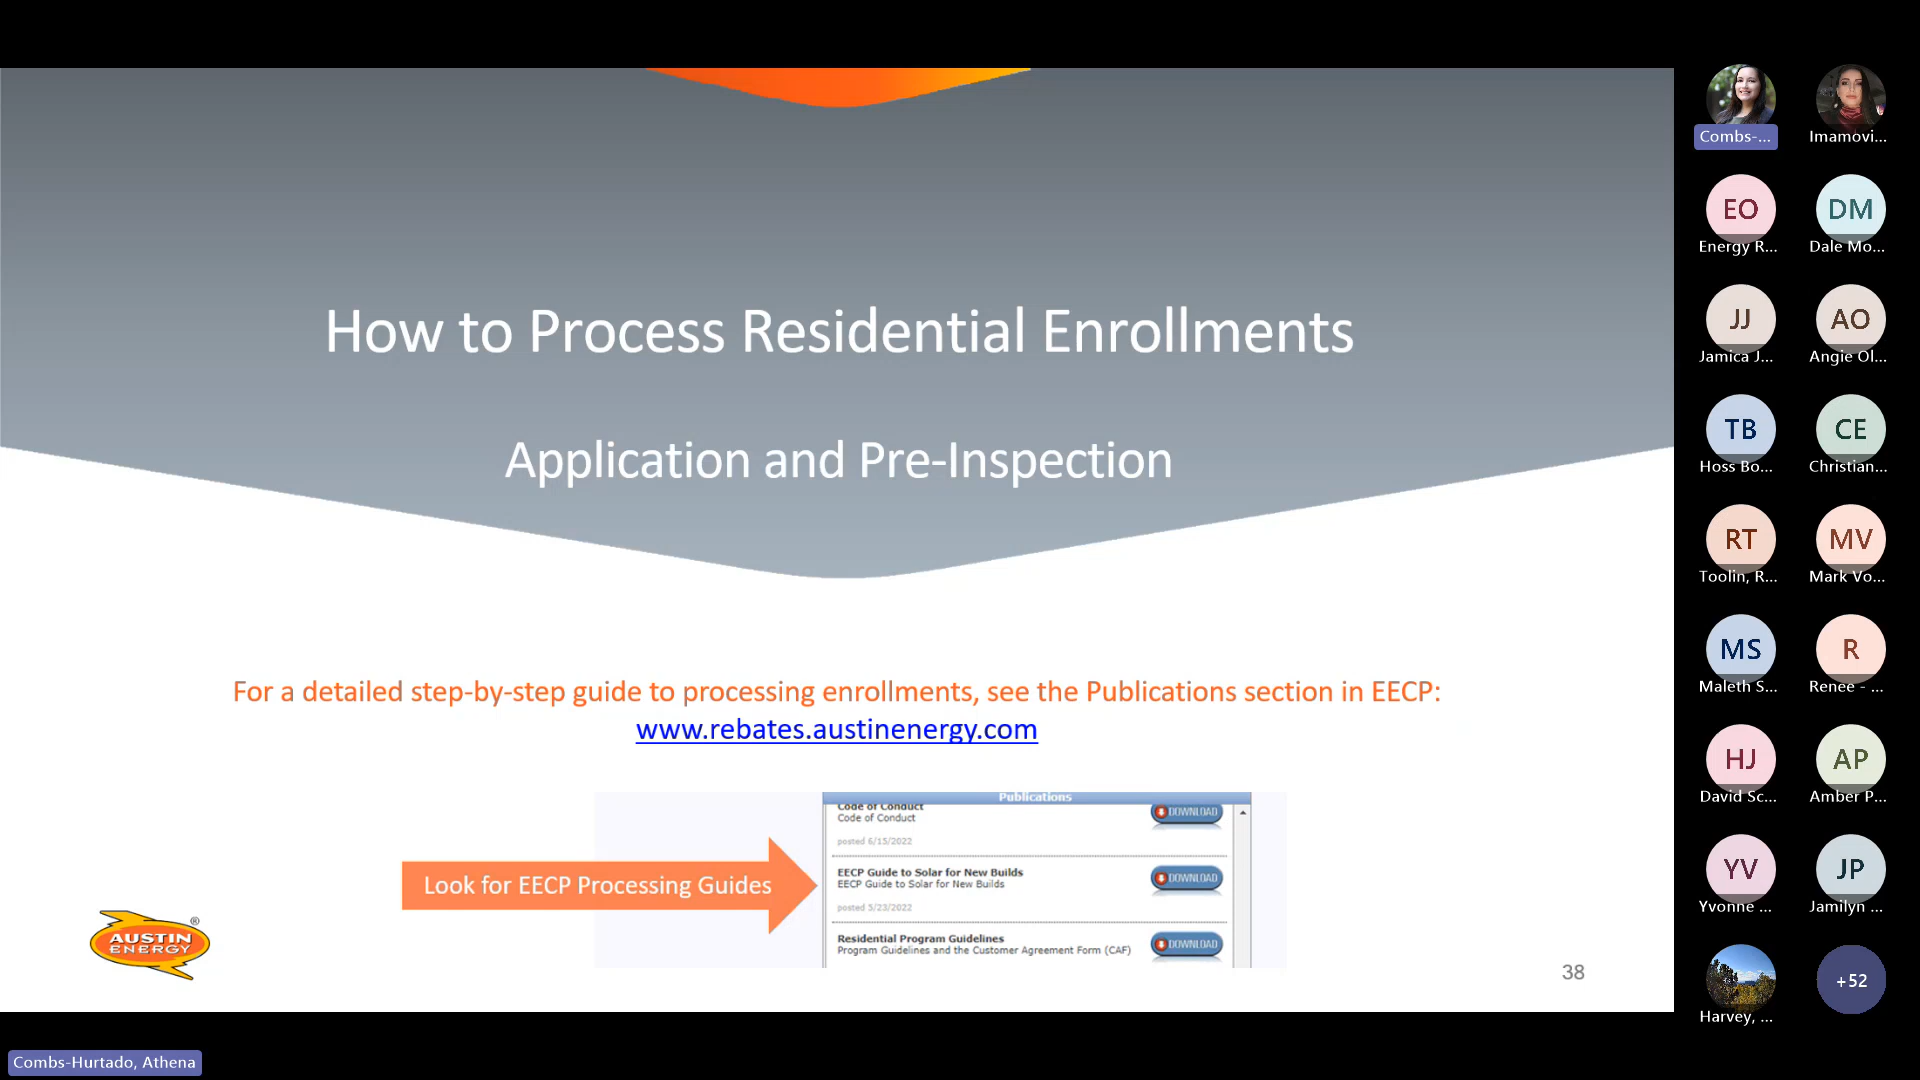 How to Process Residential Enrollments
Application and Pre-Inspection
For a detailed step-by-step guide to processing enrollments, see the Publications section in EECP:
www.rebates.austinenergy.com
Look for EECP Processing Guides
Publications
Code of Conduct
Code of Conduct
DOWNLOAD
posted 6/15/2022
EECP Guide to Solar for New Builds
EECP Guide to Solar for New Builds
DOWNLOAD
posted 5/23/2022
Residential Program Guidelines
Program Guidelines and the Customer Agreement Form (CAF)
DOWNLOAD
AUSTIN
ENERGY
®
38
Combs-...
Imamovi...
EO
Energy R...
DM
Dale Mo...
JJ
Jamica J...
AO
Angie Ol...
TB
Hoss Bo...
CE
Christian...
RT
Toolin, R...
MV
Mark Vo...
MS
Maleth S...
R
Renee - ...
HJ
David Sc...
AP
Amber P...
YV
Yvonne ...
JP
Jamilyn ...
Harvey, ...
+52
Combs-Hurtado, Athena